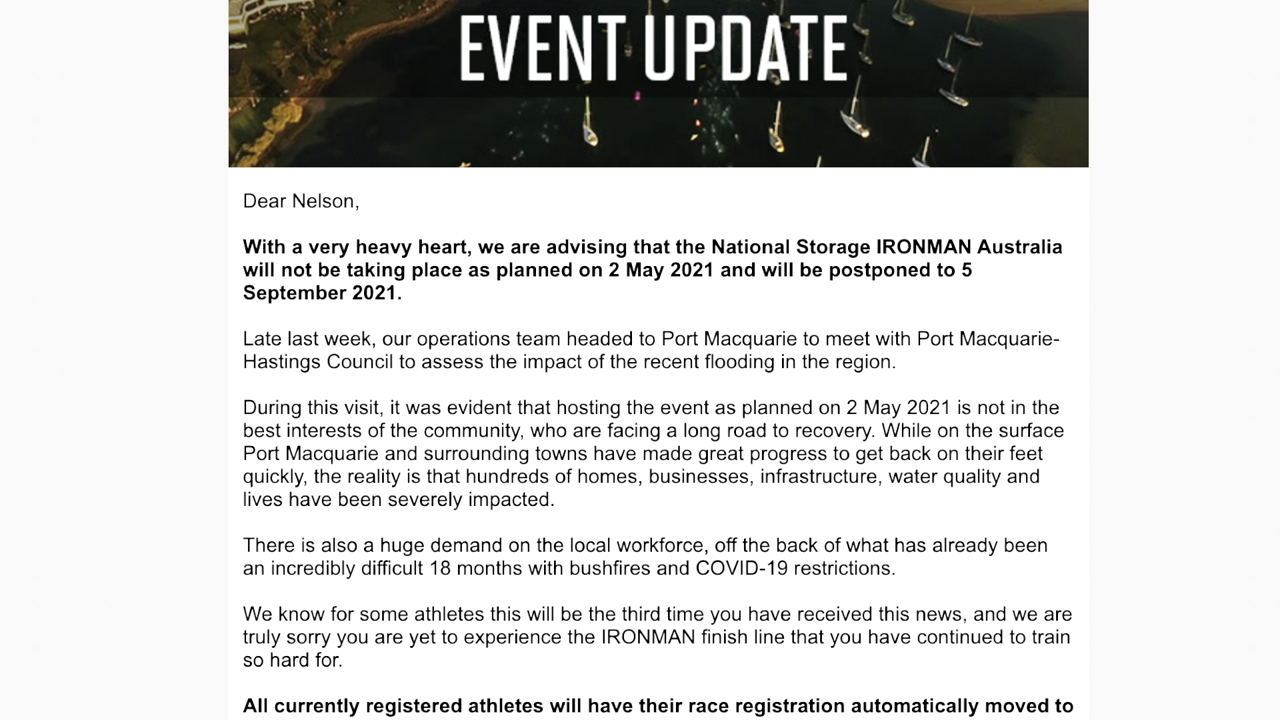 EVENT UPDATE
Dear Nelson,
With a very heavy heart, we are advising that the National Storage IRONMAN Australia
will not be taking place as planned on 2 May 2021 and will be postponed to 5
September 2021.
Late last week, our operations team headed to Port Macquarie to meet with Port Macquarie-
Hastings Council to assess the impact of the recent flooding in the region.
During this visit, it was evident that hosting the event as planned on 2 May 2021 is not in the
best interests of the community, who are facing a long road to recovery. While on the surface
Port Macquarie and surrounding towns have made great progress to get back on their feet
quickly, the reality is that hundreds of homes, businesses, infrastructure, water quality and
lives have been severely impacted.
There is also a huge demand on the local workforce, off the back of what has already been
an incredibly difficult 18 months with bushfires and COVID-19 restrictions.
We know for some athletes this will be the third time you have received this news, and we are
truly sorry you are yet to experience the IRONMAN finish line that you have continued to train
so hard for.
All currently registered athletes will have their race registration automatically moved to